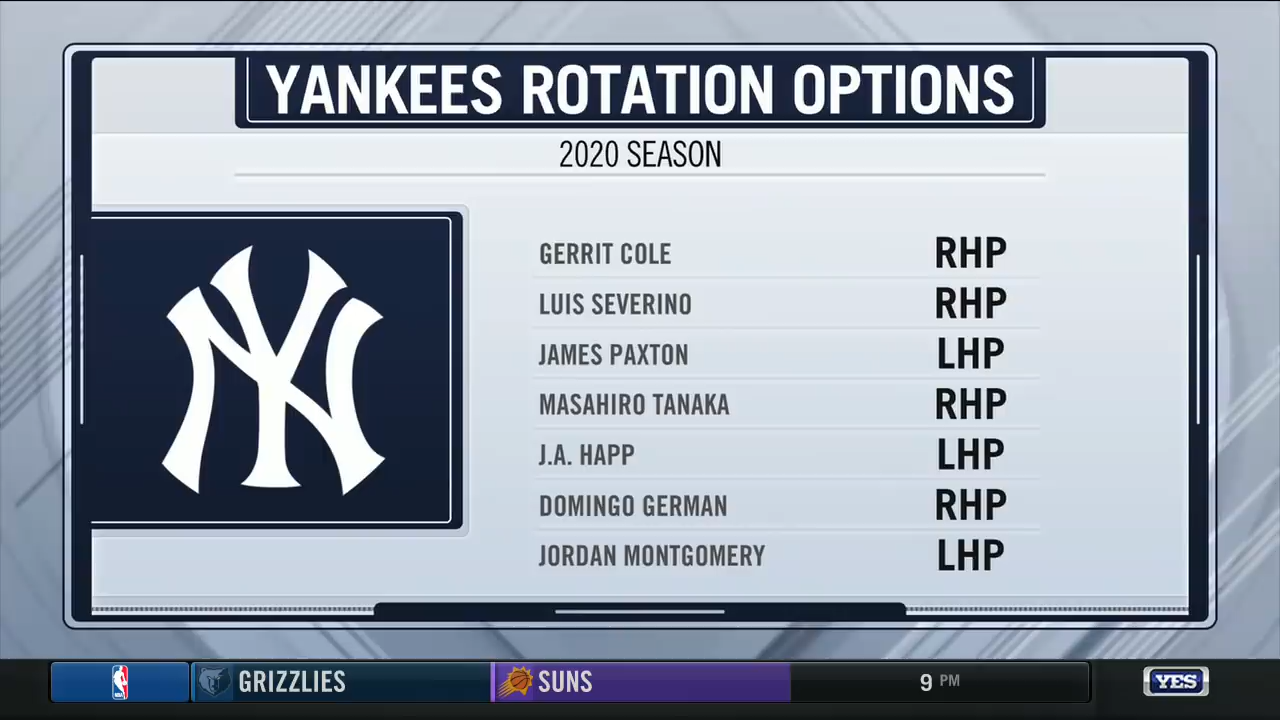 YANKEES ROTATION OPTIONS
2020 SEASON
GERRIT COLE RHP
LUIS SEVERINO RHP
JAMES PAXTON LHP
MASAHIRO TANAKA RHP
J.A. HAPP LHP
DOMINGO GERMAN RHP
JORDAN MONTGOMERY LHP
NY
GRIZZLIES SUNS 9 PM YES